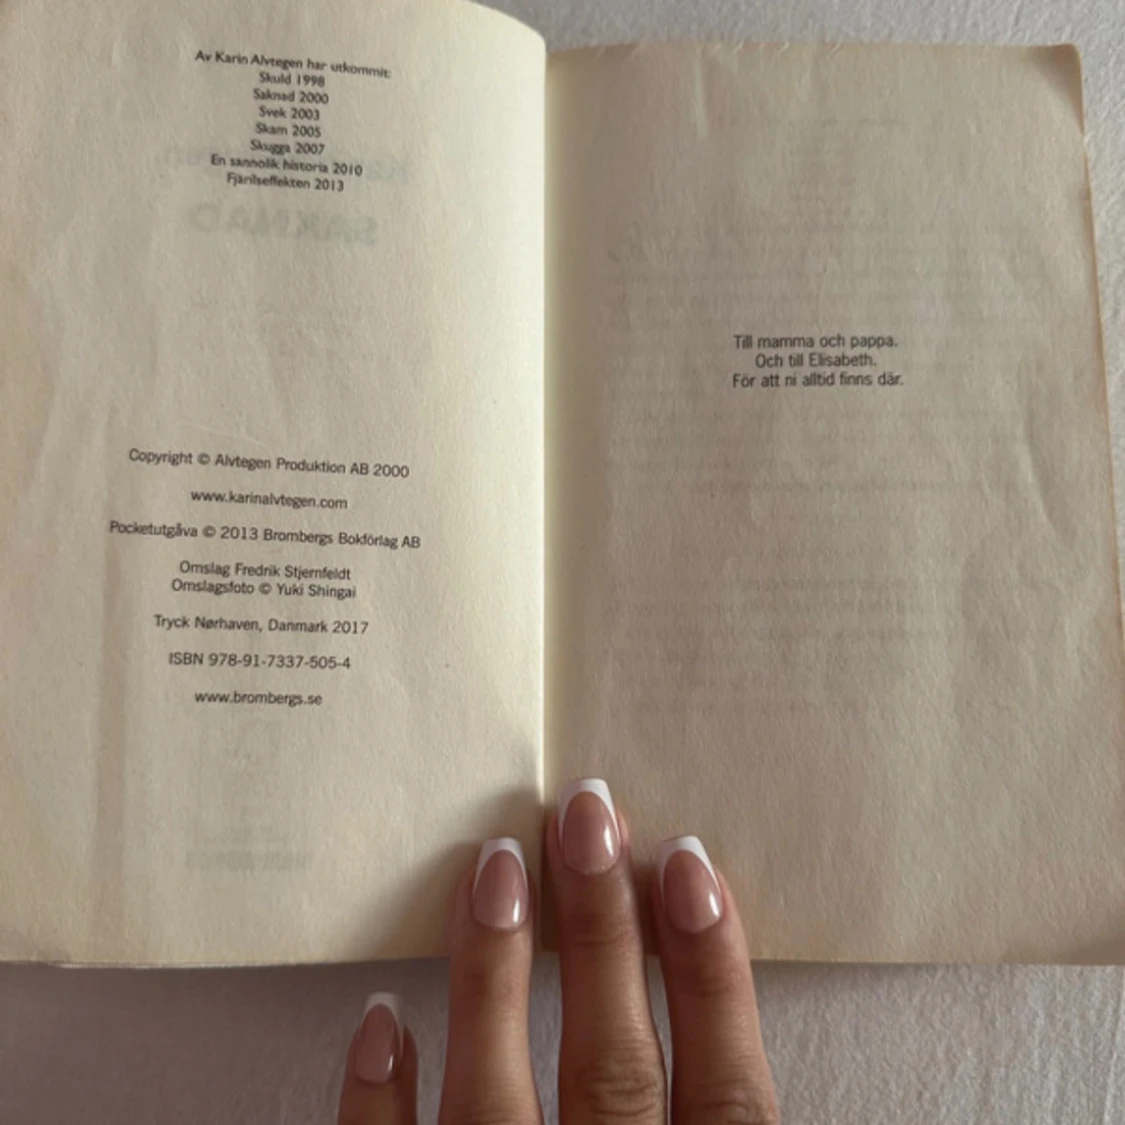 Av Karin Alvtegen har utkommit:
Skuld 1998
Saknad 2000
Svek 2003
Skam 2005
Skugga 2007
En sannolik historia 2010
Fjärilseffekten 2013
SAKNAD
Copyright © Alvtegen Produktion AB 2000
www.karinalvtegen.com
Pocketutgåva © 2013 Brombergs Bokförlag AB
Omslag Fredrik Stjernfeldt
Omslagsfoto © Yuki Shingai
Tryck Nørhaven, Danmark 2017
ISBN 978-91-7337-505-4
www.brombergs.se
Till mamma och pappa.
Och till Elisabeth.
För att ni alltid finns där.